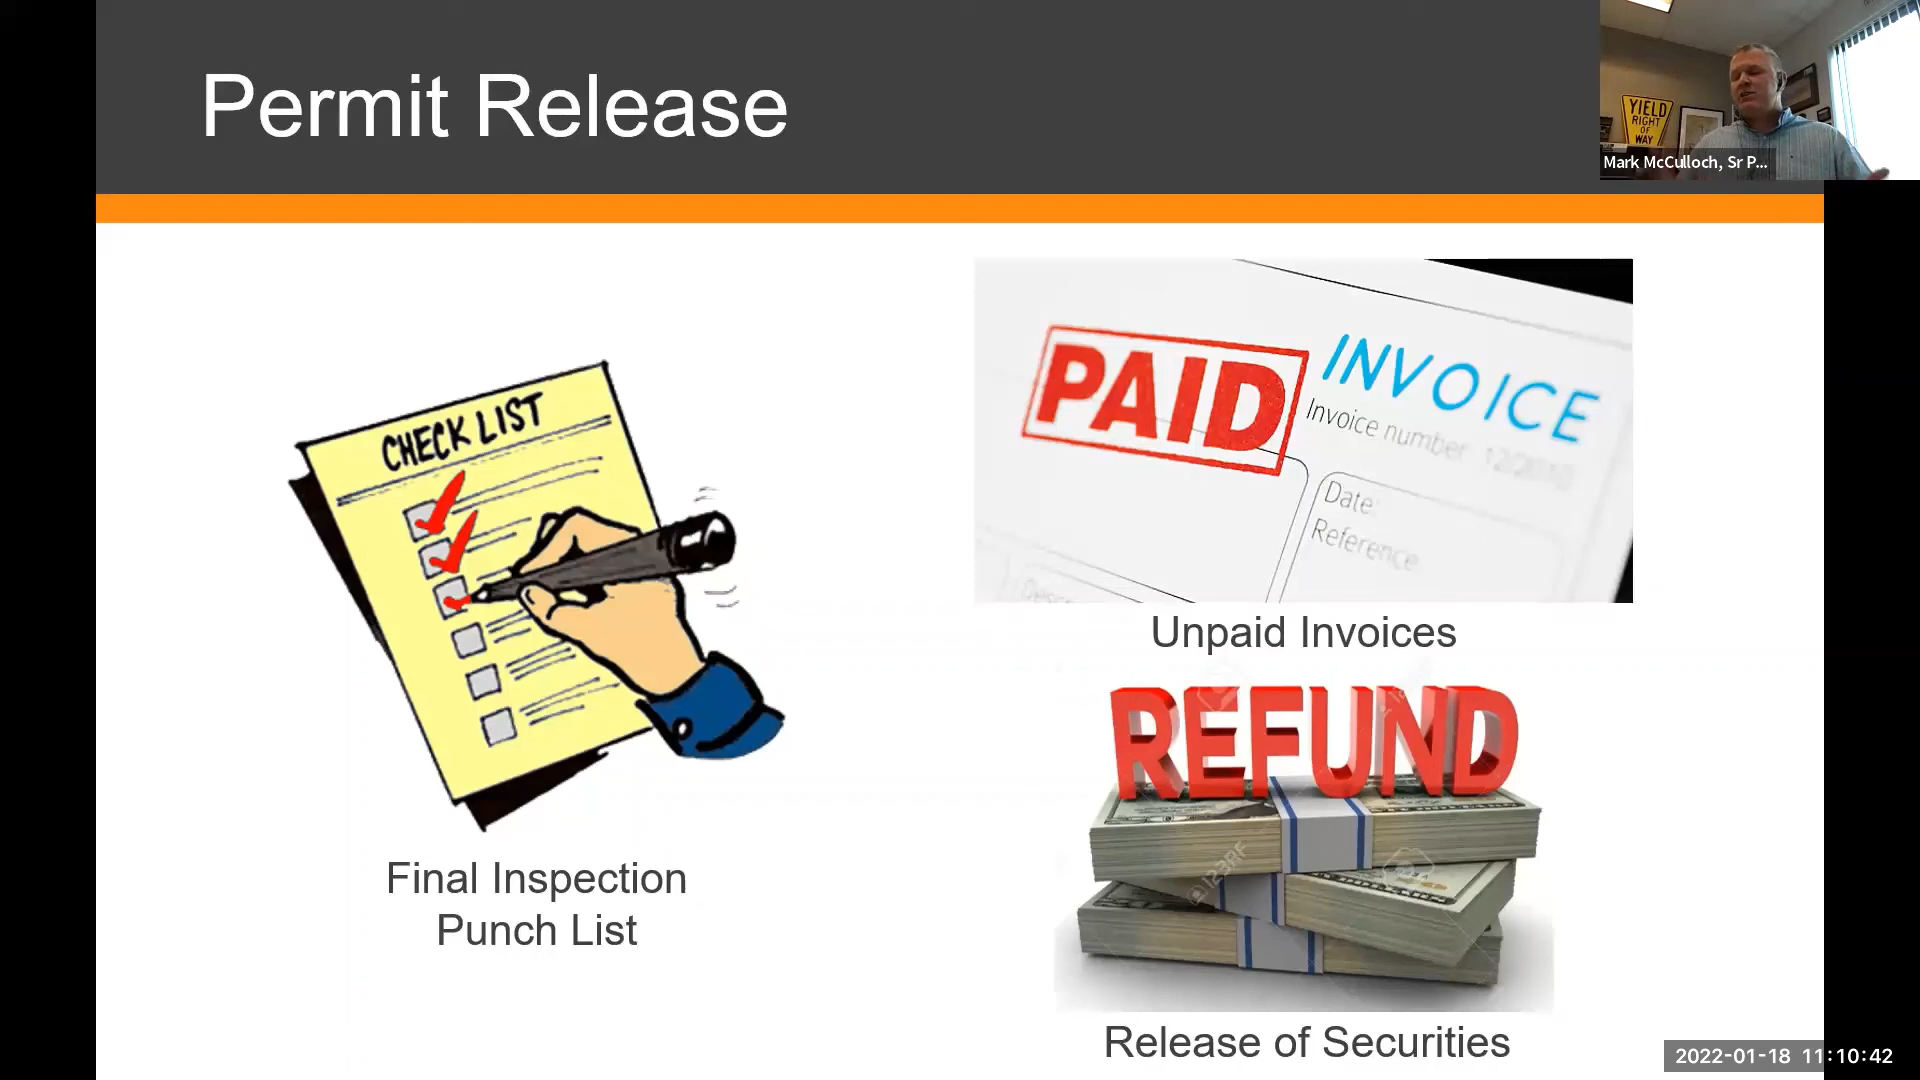 Permit Release
YIELD
RIGHT
OF
WAY
Mark McCulloch, Sr P...
CHECK LIST
PAID
INVOICE
Invoice number
Date:
Reference
Unpaid Invoices
REFUND
123RF
Final Inspection
Punch List
Release of Securities
2022-01-18 11:10:42